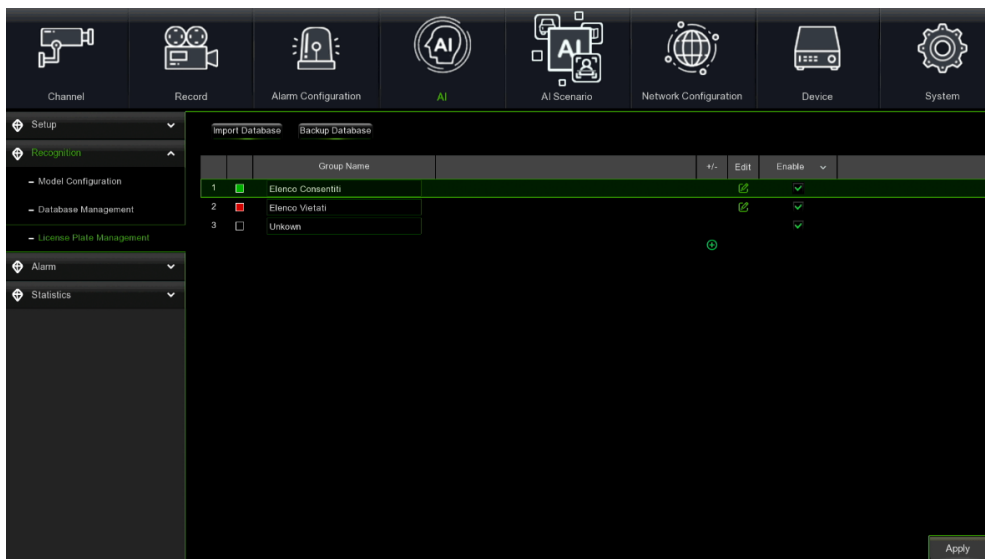 Channel
Record
Alarm Configuration
AI
AI Scenario
Network Configuration
Device
System
Setup
Recognition
Model Configuration
Database Management
License Plate Management
Alarm
Statistics
Import Database Backup Database
Group Name +/- Edit Enable
1 Elenco Consentiti
2 Elenco Vietati
3 Unkown
Apply
AI
AI